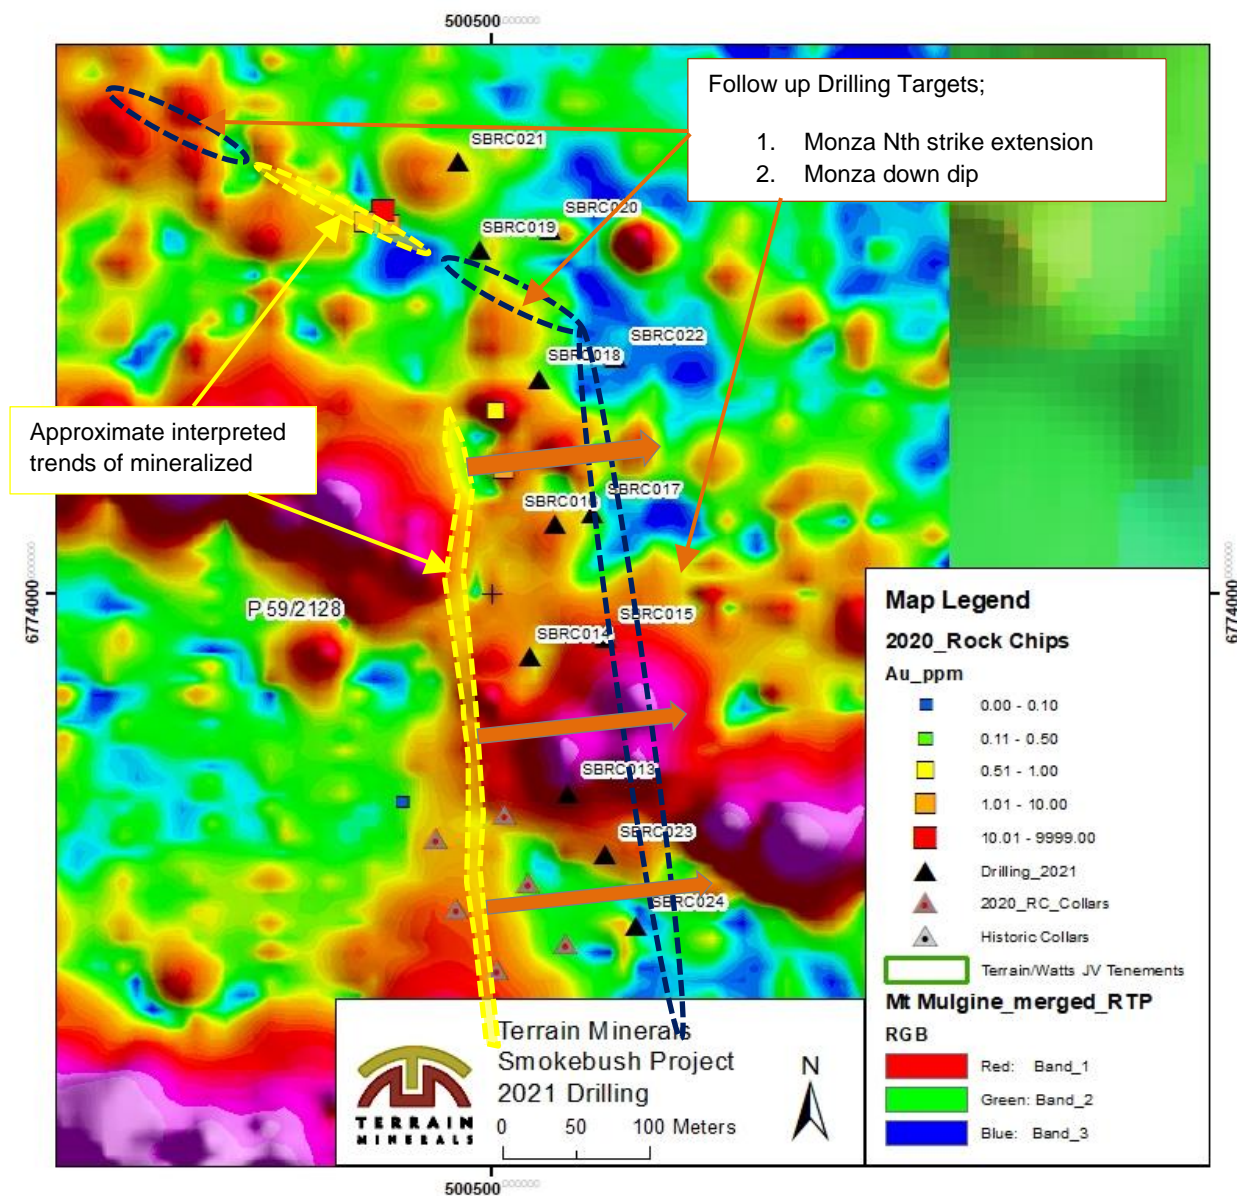 500500
Follow up Drilling Targets;
1. Monza Nth strike extension
2. Monza down dip
SBRC021
SBRC020
SBRC019
SBRC022
SBRC018
Approximate interpreted
trends of mineralized
SBRC017
SBRC016
6774000
6774000
P 59/2128
SBRC015
SBRC014
SBRC013
SBRC023
SBRC024
Map Legend
2020_Rock Chips
Au_ppm
0.00 - 0.10
0.11 - 0.50
0.51 - 1.00
1.01 - 10.00
10.01 - 9999.00
Drilling_2021
2020_RC_Collars
Historic Collars
Terrain/Watts JV Tenements
Mt Mulgine_merged_RTP
RGB
Red: Band_1
Green: Band_2
Blue: Band_3
TERRAIN
MINERALS
Terrain Minerals
Smokebush Project
2021 Drilling
0 50 100 Meters
N
500500